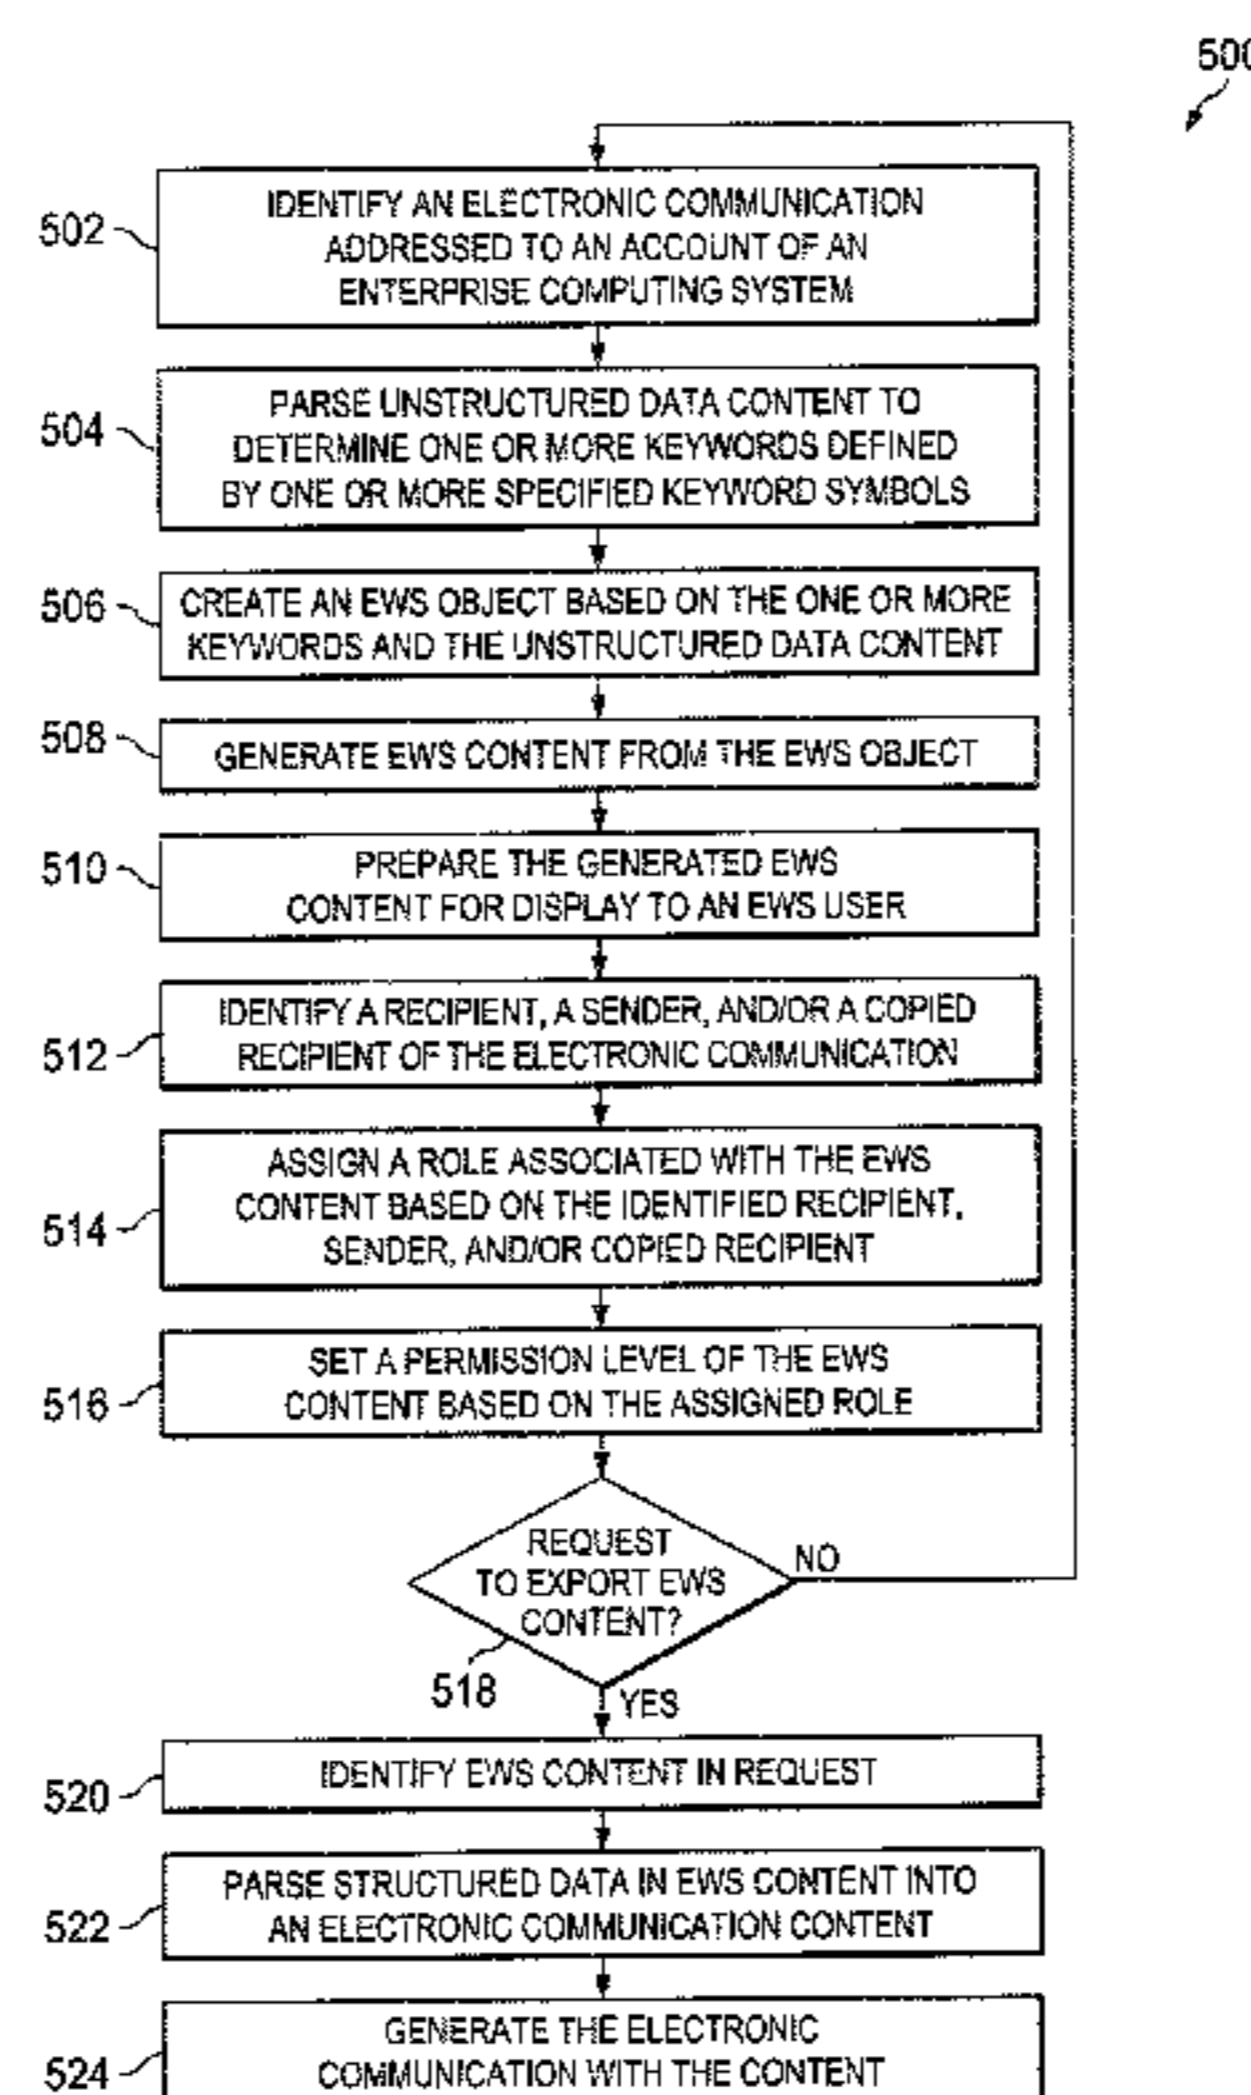 500
502
IDENTIFY AN ELECTRONIC COMMUNICATION
ADDRESSED TO AN ACCOUNT OF AN
ENTERPRISE COMPUTING SYSTEM
504
PARSE UNSTRUCTURED DATA CONTENT TO
DETERMINE ONE OR MORE KEYWORDS DEFINED
BY ONE OR MORE SPECIFIED KEYWORD SYMBOLS
506
CREATE AN EWS OBJECT BASED ON THE ONE OR MORE
KEYWORDS AND THE UNSTRUCTURED DATA CONTENT
508
GENERATE EWS CONTENT FROM THE EWS OBJECT
510
PREPARE THE GENERATED EWS
CONTENT FOR DISPLAY TO AN EWS USER
512
IDENTIFY A RECIPIENT, A SENDER, AND/OR A COPIED
RECIPIENT OF THE ELECTRONIC COMMUNICATION
514
ASSIGN A ROLE ASSOCIATED WITH THE EWS
CONTENT BASED ON THE IDENTIFIED RECIPIENT,
SENDER, AND/OR COPIED RECIPIENT
516
SET A PERMISSION LEVEL OF THE EWS
CONTENT BASED ON THE ASSIGNED ROLE
REQUEST
TO EXPORT EWS
CONTENT?
NO
518
YES
520
IDENTIFY EWS CONTENT IN REQUEST
522
PARSE STRUCTURED DATA IN EWS CONTENT INTO
AN ELECTRONIC COMMUNICATION CONTENT
524
GENERATE THE ELECTRONIC
COMMUNICATION WITH THE CONTENT